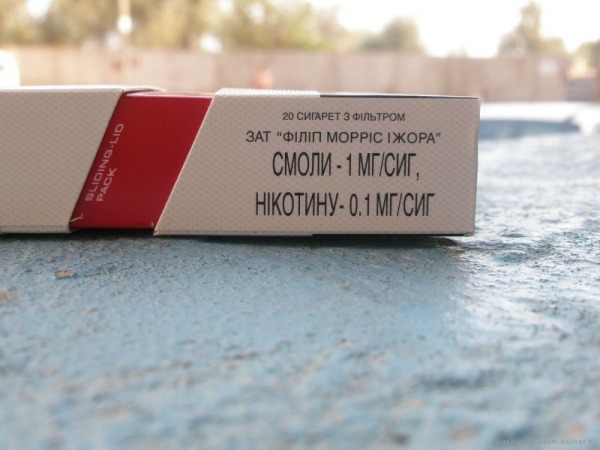 SLIDING-LID
PACK
20 СИГАРЕТ З ФІЛЬТРОМ
ЗАТ "ФІЛІП МОРРІС ІЖОРА"
СМОЛИ - 1 МГ/СИГ,
НІКОТИНУ- 0.1 МГ/СИГ